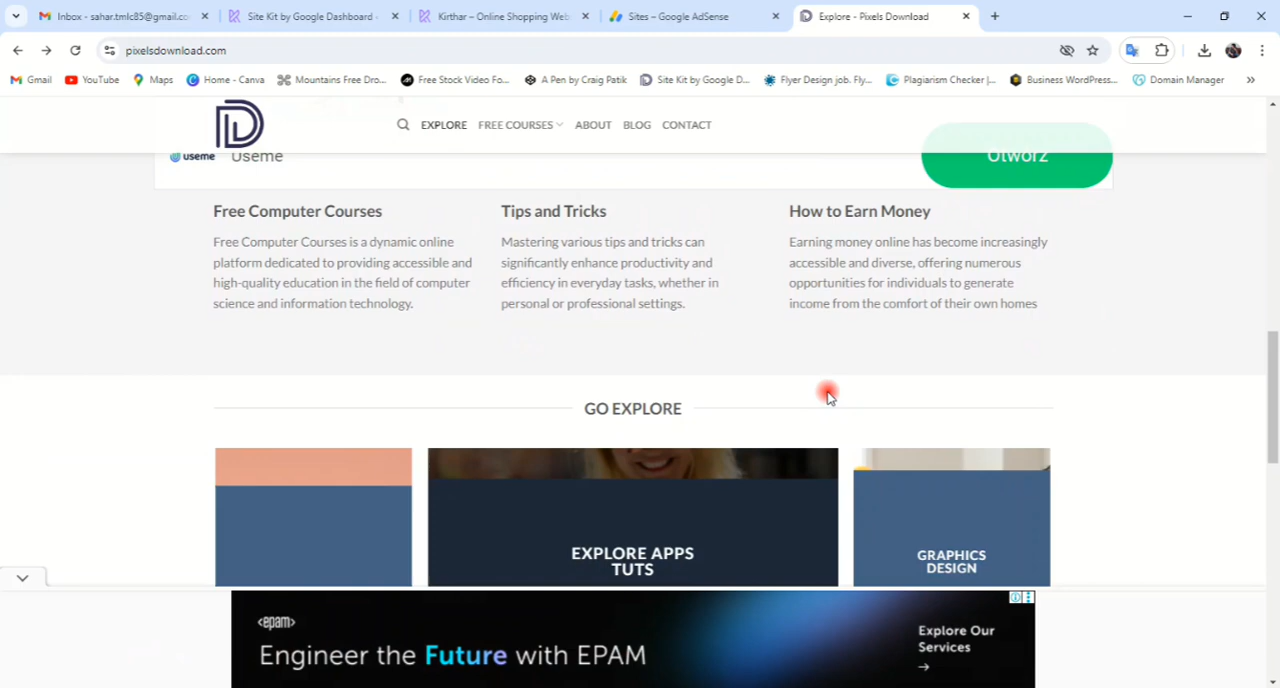 Inbox - sahar.tmlc85@gmail.co
Site Kit by Google Dashboard -
Kirthar – Online Shopping Web
Sites – Google AdSense
Explore - Pixels Download
pixelsdownload.com
Gmail
YouTube
Maps
Home - Canva
Mountains Free Dro...
Free Stock Video Fo...
A Pen by Craig Patik
Site Kit by Google D...
Flyer Design job. Fly...
Plagiarism Checker |...
Business WordPress...
Domain Manager
EXPLORE
FREE COURSES
ABOUT
BLOG
CONTACT
useme
Useme
Otwórz
Free Computer Courses
Free Computer Courses is a dynamic online
platform dedicated to providing accessible and
high-quality education in the field of computer
science and information technology.
Tips and Tricks
Mastering various tips and tricks can
significantly enhance productivity and
efficiency in everyday tasks, whether in
personal or professional settings.
How to Earn Money
Earning money online has become increasingly
accessible and diverse, offering numerous
opportunities for individuals to generate
income from the comfort of their own homes
GO EXPLORE
EXPLORE APPS
TUTS
GRAPHICS
DESIGN
<epam>
Engineer the Future with EPAM
Explore Our
Services